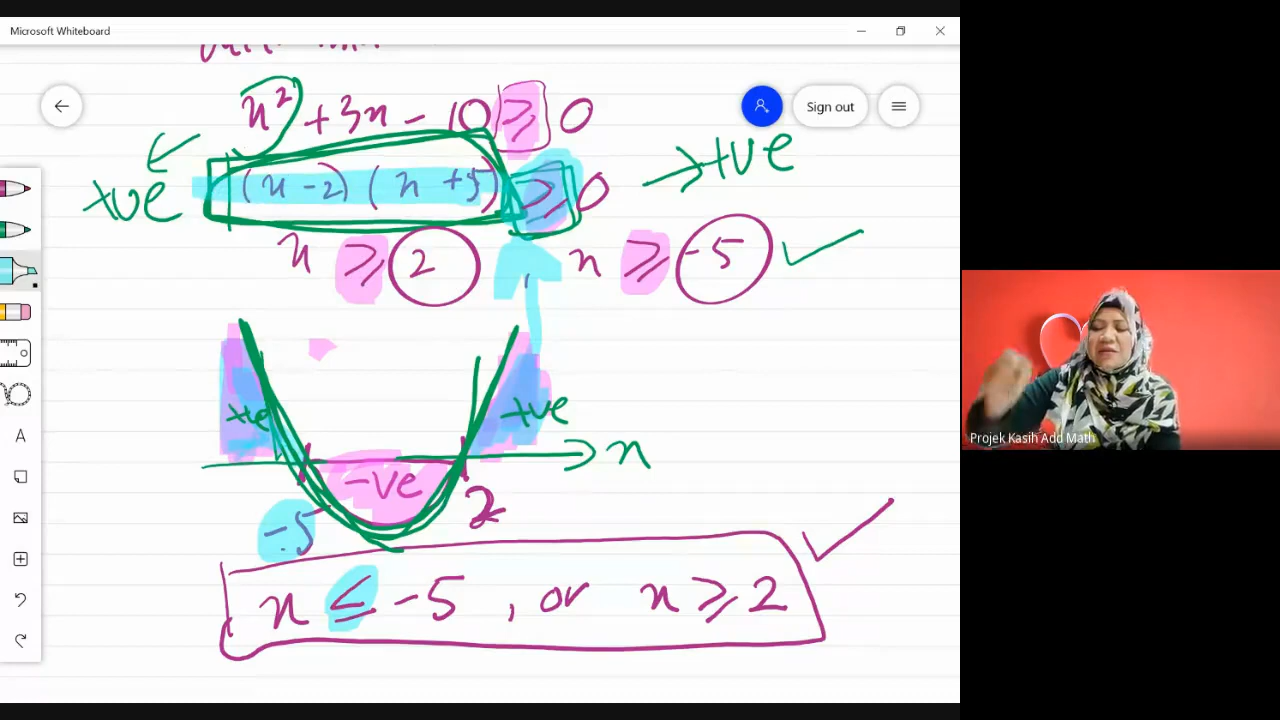 Microsoft Whiteboard
Sign out
x² + 3x - 10 ≥ 0
+ve (x - 2)(x + 5) ≥ 0 → +ve
x ≥ 2 x ≥ -5
+ve +ve
-ve x
-5 2
x ≤ -5, or x ≥ 2
A
Projek Kasih Add Math